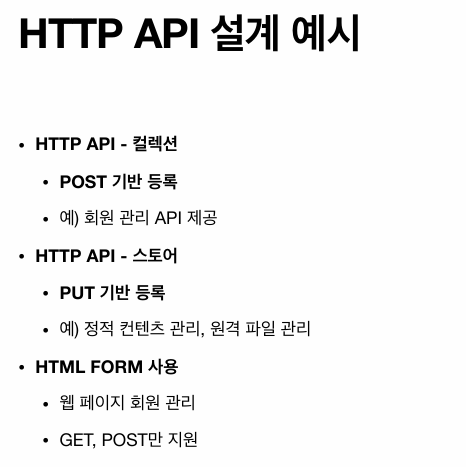 HTTP API 설계 예시
• HTTP API - 컬렉션
• POST 기반 등록
• 예) 회원 관리 API 제공
• HTTP API - 스토어
• PUT 기반 등록
• 예) 정적 컨텐츠 관리, 원격 파일 관리
• HTML FORM 사용
• 웹 페이지 회원 관리
• GET, POST만 지원